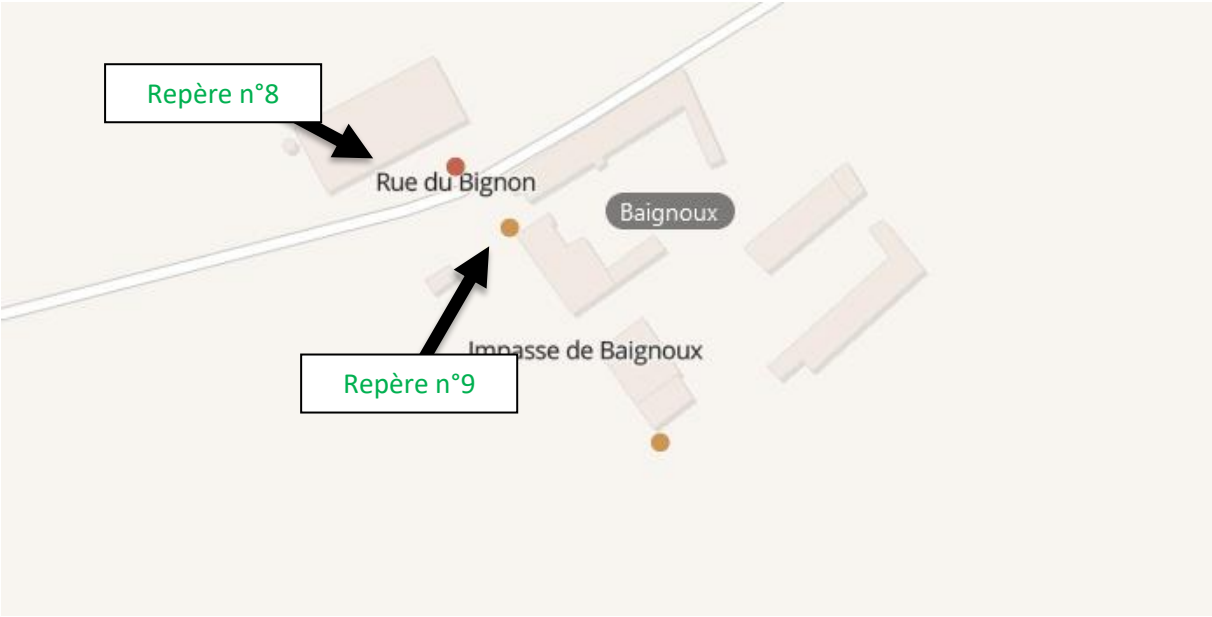 Repère n°8
Rue du Bignon
Baignoux
Impasse de Baignoux
Repère n°9